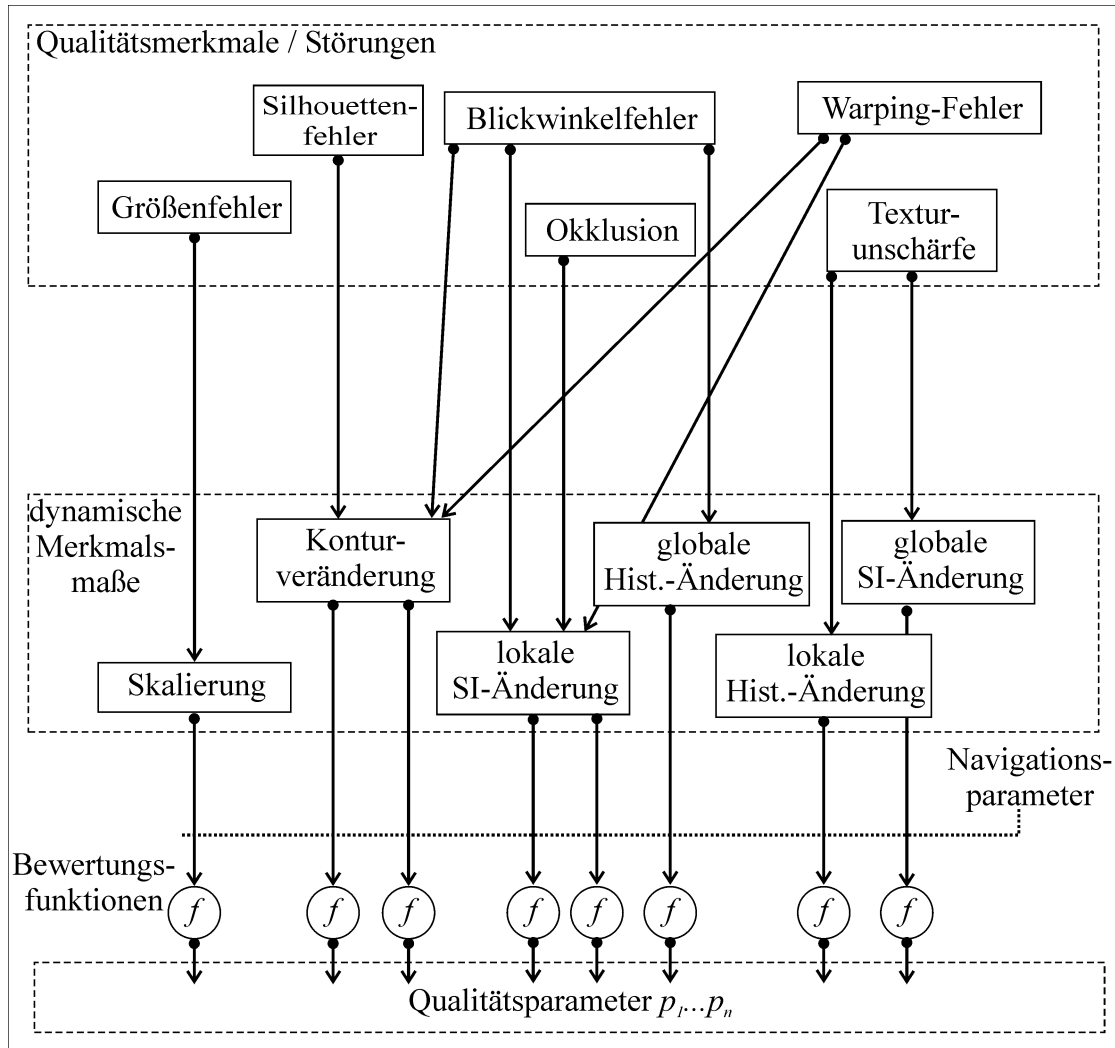 Qualitätsmerkmale / Störungen
Silhouetten-
fehler
Blickwinkelfehler
Warping-Fehler
Größenfehler
Okklusion
Textur-
unschärfe
dynamische
Merkmals-
maße
Kontur-
veränderung
globale
Hist.-Änderung
globale
SI-Änderung
Skalierung
lokale
SI-Änderung
lokale
Hist.-Änderung
Navigations-
parameter
Bewertungs-
funktionen
f
f
f
f
f
f
f
f
Qualitätsparameter p₁...pₙ